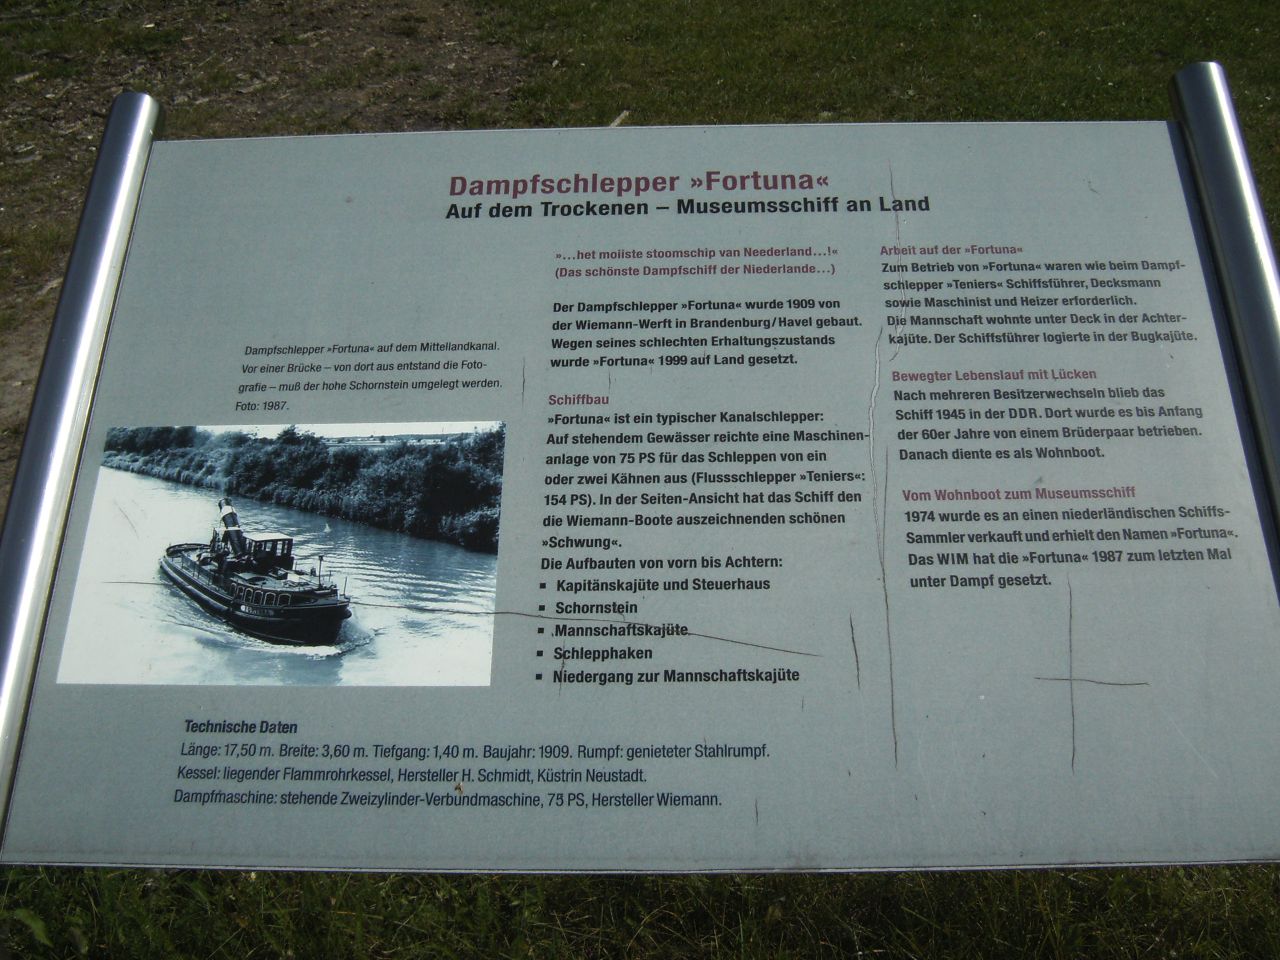 Dampfschlepper »Fortuna«
Auf dem Trockenen – Museumsschiff an Land
Dampfschlepper »Fortuna« auf dem Mittellandkanal.
Vor einer Brücke – von dort aus entstand die Foto-
grafie – muß der hohe Schornstein umgelegt werden.
Foto: 1987.
»...het moiiste stoomschip van Neederland...!«
(Das schönste Dampfschiff der Niederlande...)
Der Dampfschlepper »Fortuna« wurde 1909 von
der Wiemann-Werft in Brandenburg/Havel gebaut.
Wegen seines schlechten Erhaltungszustands
wurde »Fortuna« 1999 auf Land gesetzt.
Schiffbau
»Fortuna« ist ein typischer Kanalschlepper:
Auf stehendem Gewässer reichte eine Maschinen-
anlage von 75 PS für das Schleppen von ein
oder zwei Kähnen aus (Flussschlepper »Teniers«:
154 PS). In der Seiten-Ansicht hat das Schiff den
die Wiemann-Boote auszeichnenden schönen
»Schwung«.
Die Aufbauten von vorn bis Achtern:
▪ Kapitänskajüte und Steuerhaus
▪ Schornstein
▪ Mannschaftskajüte
▪ Schlepphaken
▪ Niedergang zur Mannschaftskajüte
Arbeit auf der »Fortuna«
Zum Betrieb von »Fortuna« waren wie beim Dampf-
schlepper »Teniers« Schiffsführer, Decksmann
sowie Maschinist und Heizer erforderlich.
Die Mannschaft wohnte unter Deck in der Achter-
kajüte. Der Schiffsführer logierte in der Bugkajüte.
Bewegter Lebenslauf mit Lücken
Nach mehreren Besitzerwechseln blieb das
Schiff 1945 in der DDR. Dort wurde es bis Anfang
der 60er Jahre von einem Brüderpaar betrieben.
Danach diente es als Wohnboot.
Vom Wohnboot zum Museumsschiff
1974 wurde es an einen niederländischen Schiffs-
Sammler verkauft und erhielt den Namen »Fortuna«.
Das WIM hat die »Fortuna« 1987 zum letzten Mal
unter Dampf gesetzt.
Technische Daten
Länge: 17,50 m. Breite: 3,60 m. Tiefgang: 1,40 m. Baujahr: 1909. Rumpf: genieteter Stahlrumpf.
Kessel: liegender Flammrohrkessel, Hersteller H. Schmidt, Küstrin Neustadt.
Dampfmaschine: stehende Zweizylinder-Verbundmaschine, 75 PS, Hersteller Wiemann.